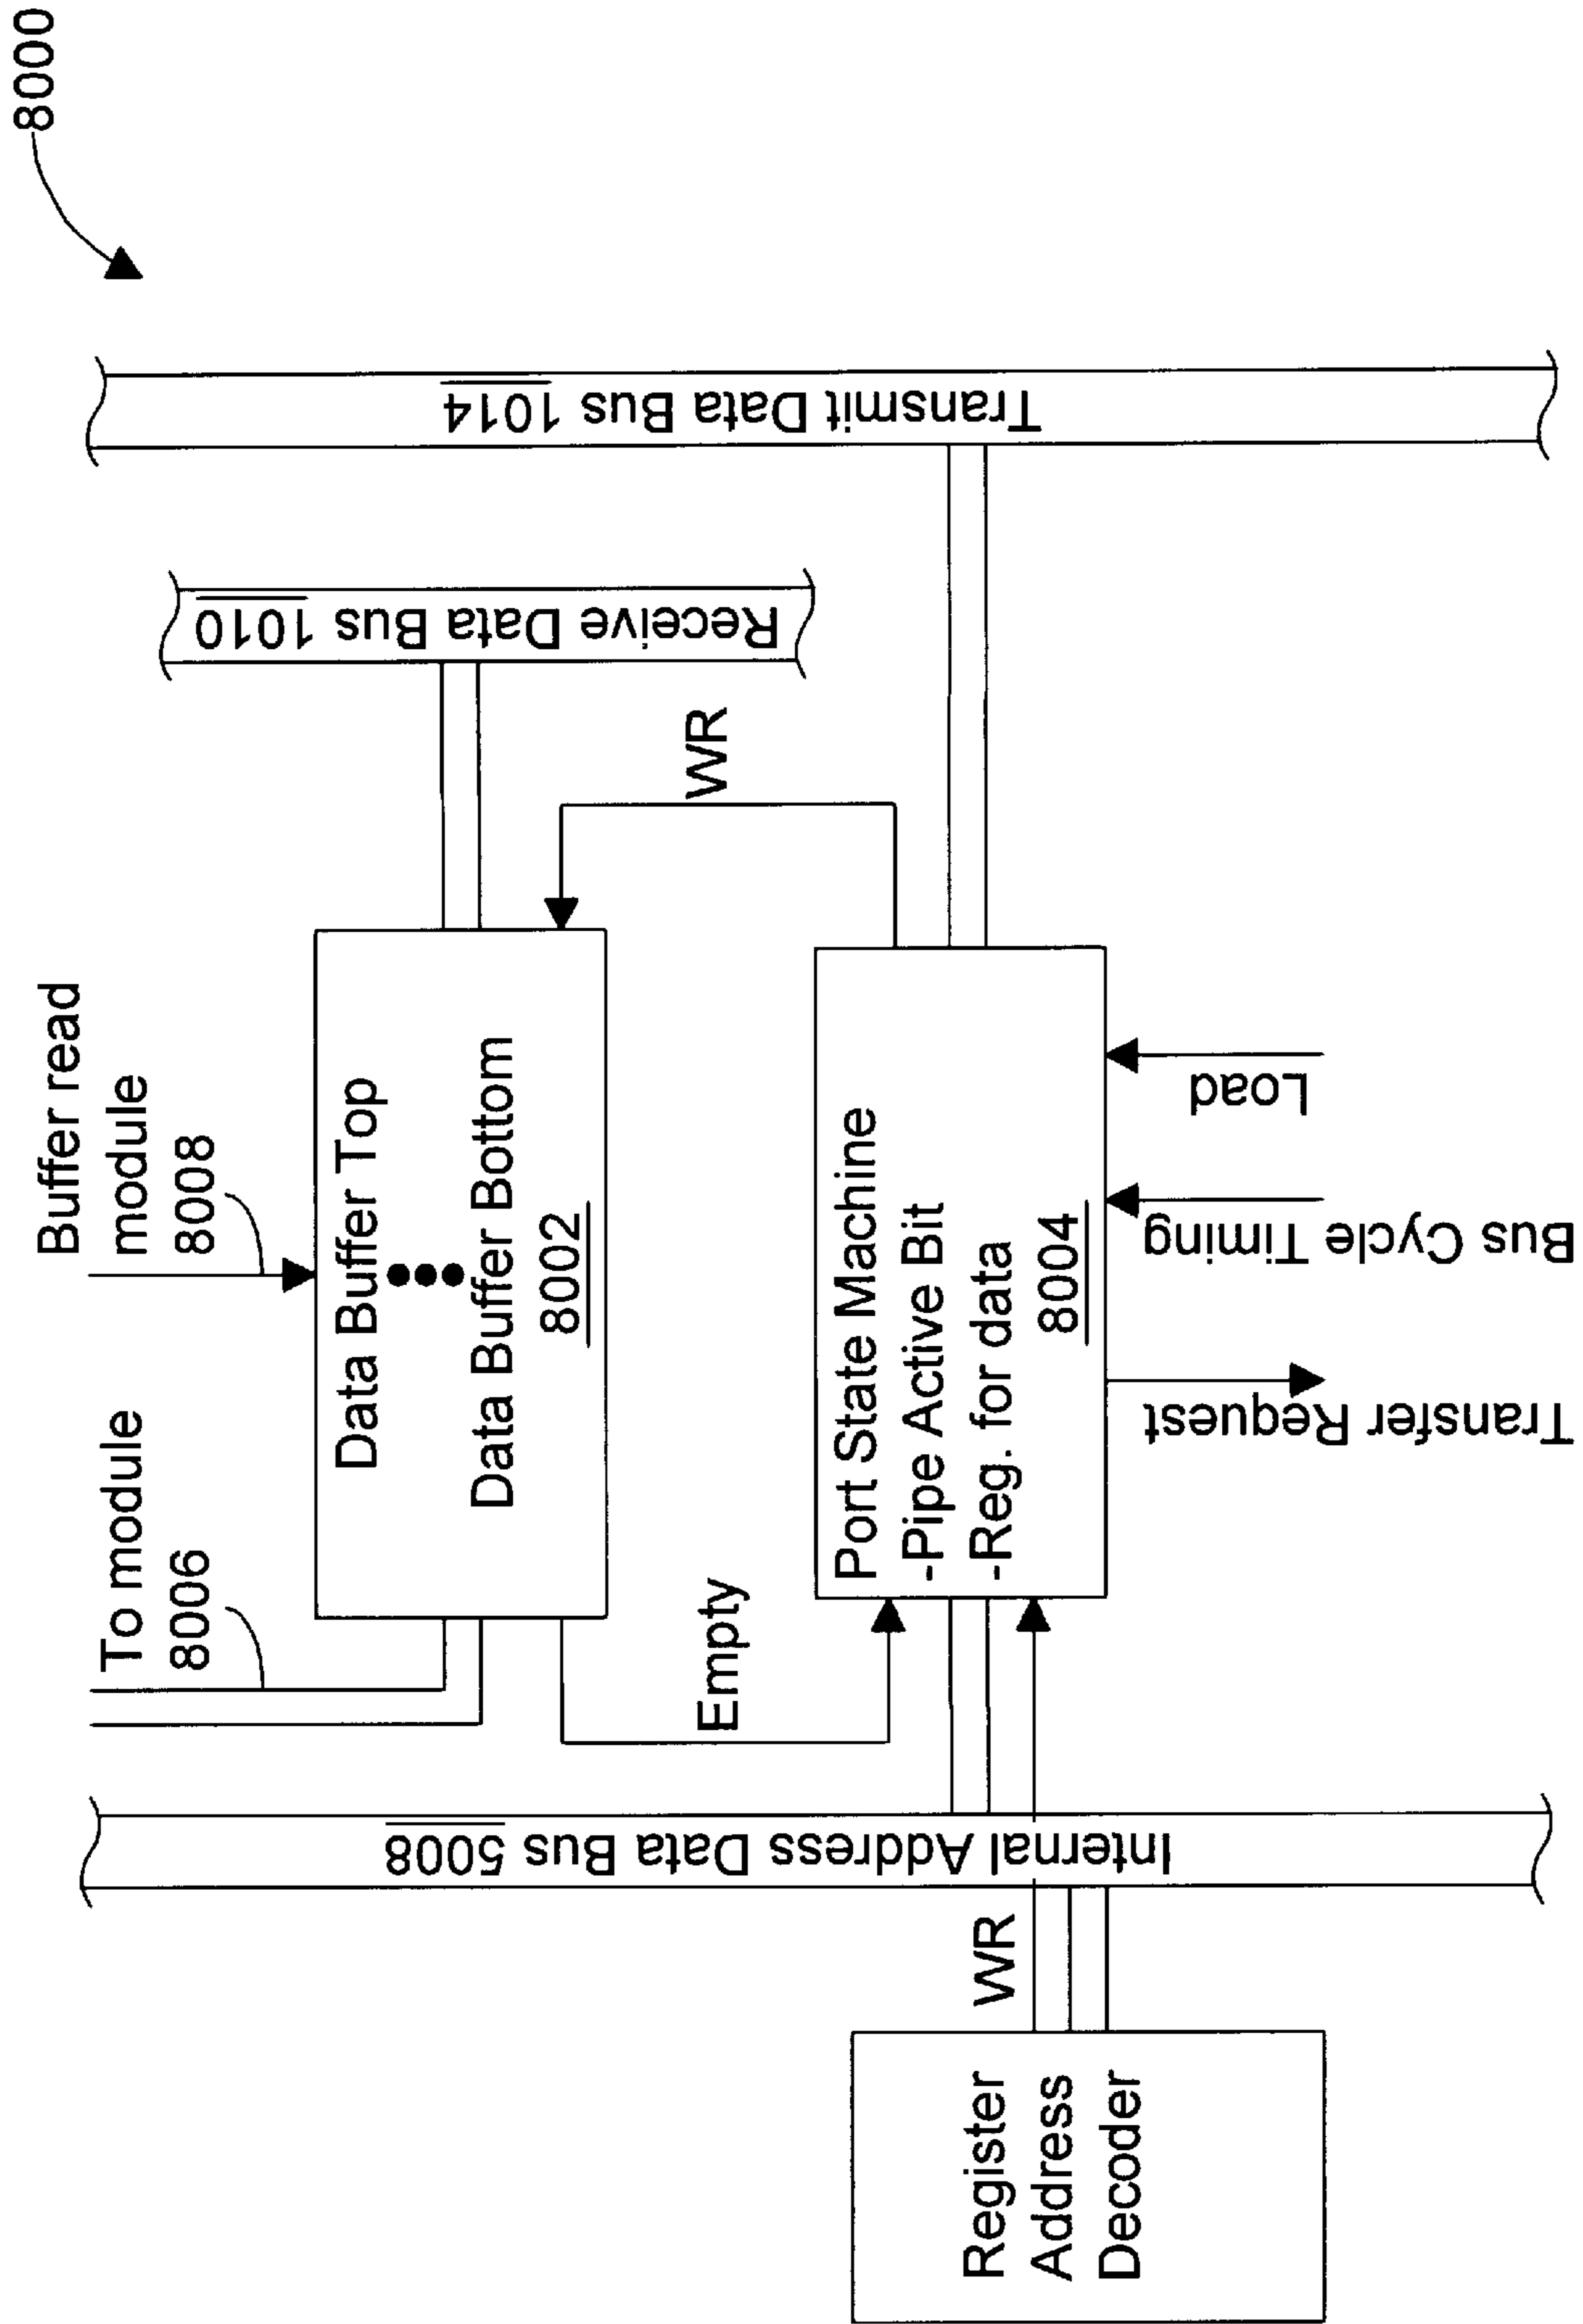 8000
Buffer read
module
8008
To module
8006
Data Buffer Top
Data Buffer Bottom
8002
Receive Data Bus 1010
Transmit Data Bus 1014
WR
Empty
Port State Machine
-Pipe Active Bit
-Reg. for data
8004
Internal Address Data Bus 5008
WR
Register
Address
Decoder
Transfer Request
Bus Cycle Timing
Load